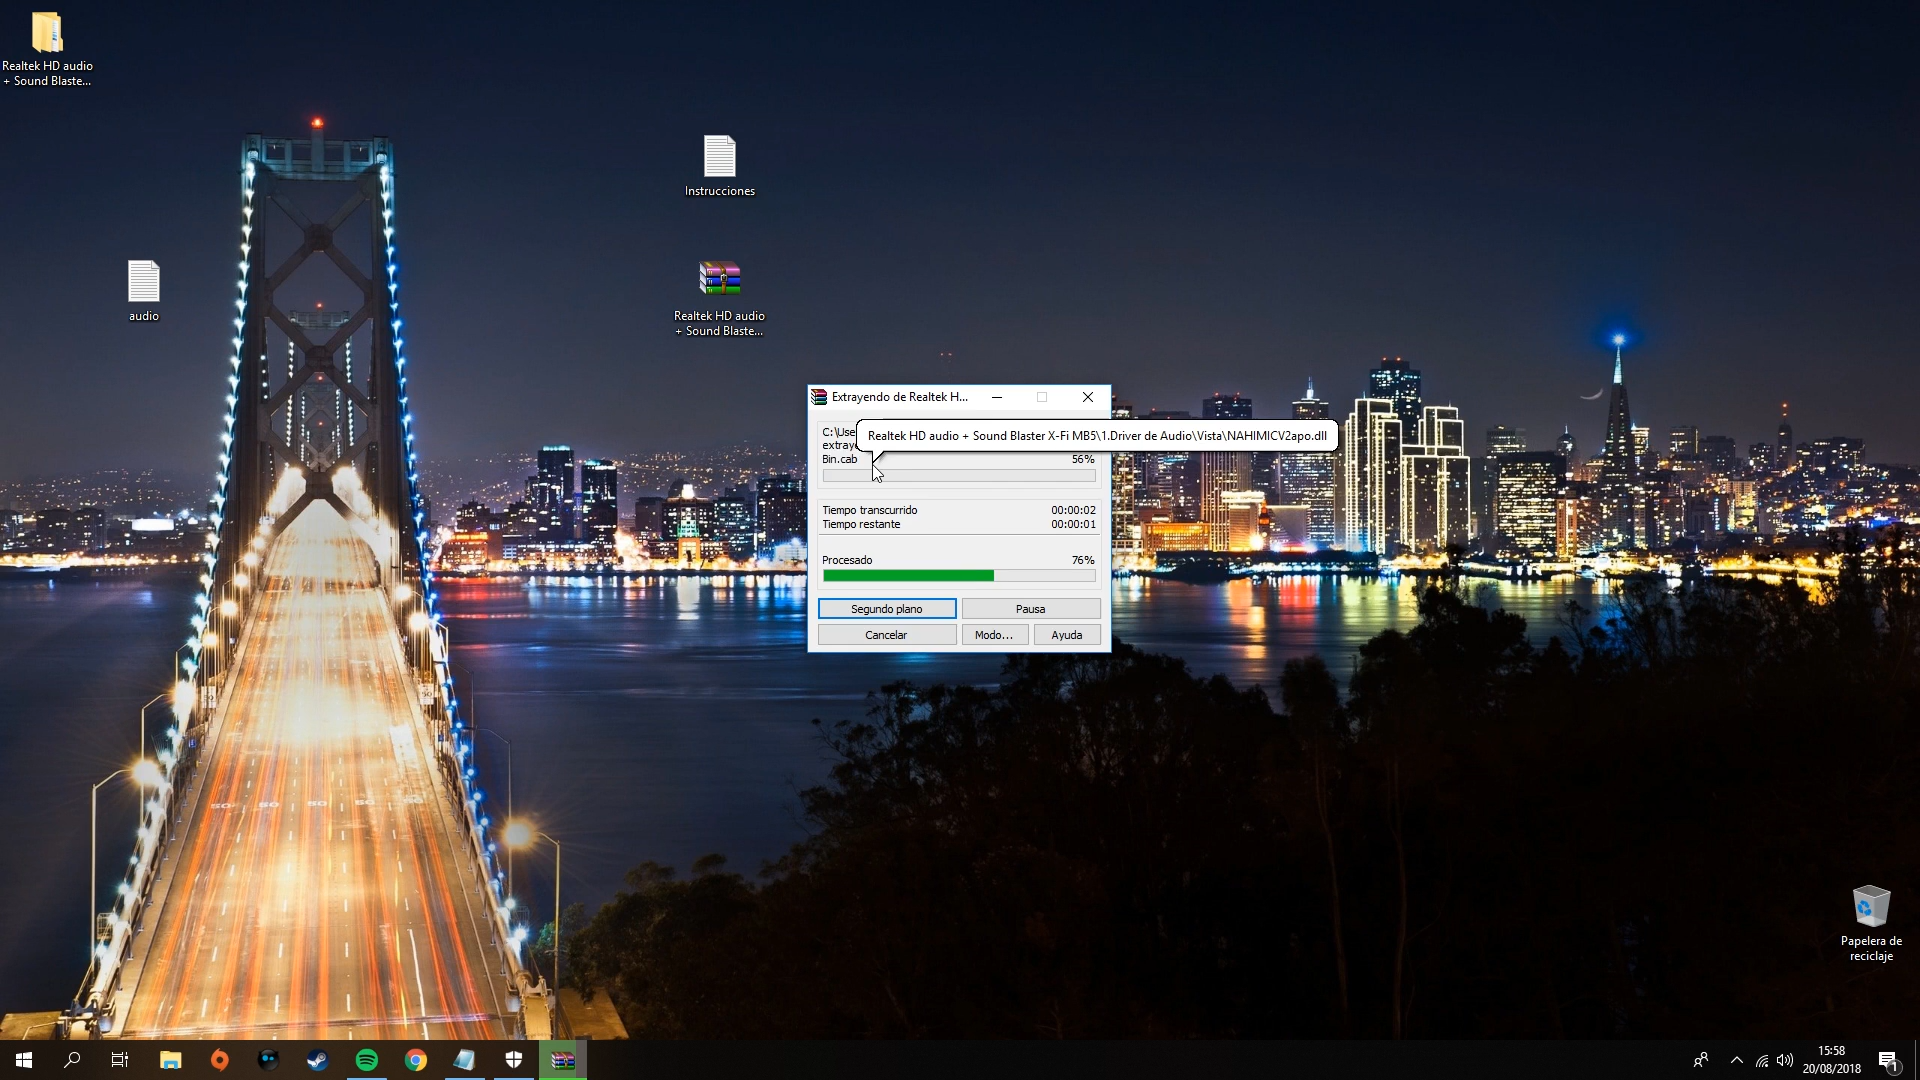 Realtek HD audio
+ Sound Blaste...
Instrucciones
audio
Realtek HD audio
+ Sound Blaste...
Extrayendo de Realtek H...
C:\Use
Realtek HD audio + Sound Blaster X-Fi MB5\1.Driver de Audio\Vista\NAHIMICV2apo.dll
extraye
Bin.cab 56%
Tiempo transcurrido 00:00:02
Tiempo restante 00:00:01
Procesado 76%
Segundo plano Pausa
Cancelar Modo... Ayuda
Papelera de
reciclaje
15:58
20/08/2018
1